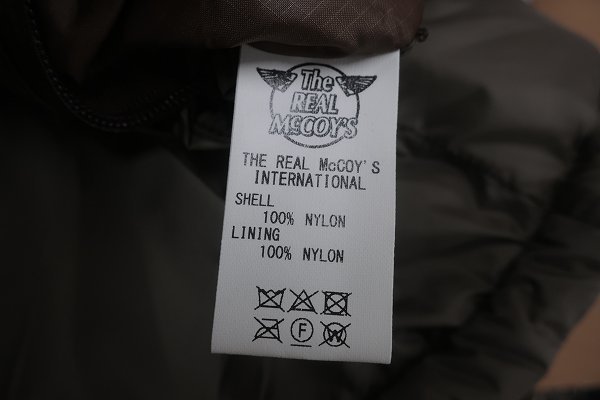 The
REAL
McCOY'S
THE REAL McCOY'S
INTERNATIONAL
SHELL
100% NYLON
LINING
100% NYLON
F
W